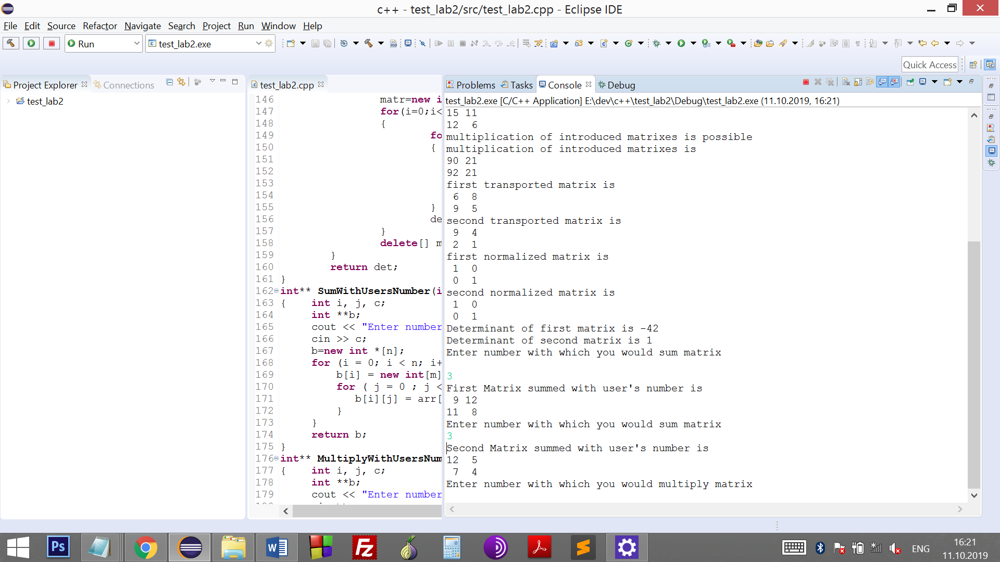 c++ - test_lab2/src/test_lab2.cpp - Eclipse IDE
File Edit Source Refactor Navigate Search Project Run Window Help
Run test_lab2.exe
Quick Access
Project Explorer Connections
test_lab2
test_lab2.cpp
146 matr=new i
147 for(i=0;i<
148 {
149 fo
150 {
151
152
153
154
155 }
156 de
157 }
158 delete[] m
159 }
160 return det;
161 }
162 int** SumWithUsersNumber(i
163 { int i, j, c;
164 int **b;
165 cout << "Enter number
166 cin >> c;
167 b=new int *[n];
168 for (i = 0; i < n; i+
169 b[i] = new int[m]
170 for ( j = 0 ; j <
171 b[i][j] = arr[
172 }
173 }
174 return b;
175 }
176 int** MultiplyWithUsersNum
177 { int i, j, c;
178 int **b;
179 cout << "Enter number
Problems Tasks Console Debug
test_lab2.exe [C/C++ Application] E:\dev\c++\test_lab2\Debug\test_lab2.exe (11.10.2019, 16:21)
15 11
12 6
multiplication of introduced matrixes is possible
multiplication of introduced matrixes is
90 21
92 21
first transported matrix is
6 8
9 5
second transported matrix is
9 4
2 1
first normalized matrix is
1 0
0 1
second normalized matrix is
1 0
0 1
Determinant of first matrix is -42
Determinant of second matrix is 1
Enter number with which you would sum matrix
3
First Matrix summed with user's number is
9 12
11 8
Enter number with which you would sum matrix
3
Second Matrix summed with user's number is
12 5
7 4
Enter number with which you would multiply matrix
Ps
W
Fz
ENG
16:21
11.10.2019